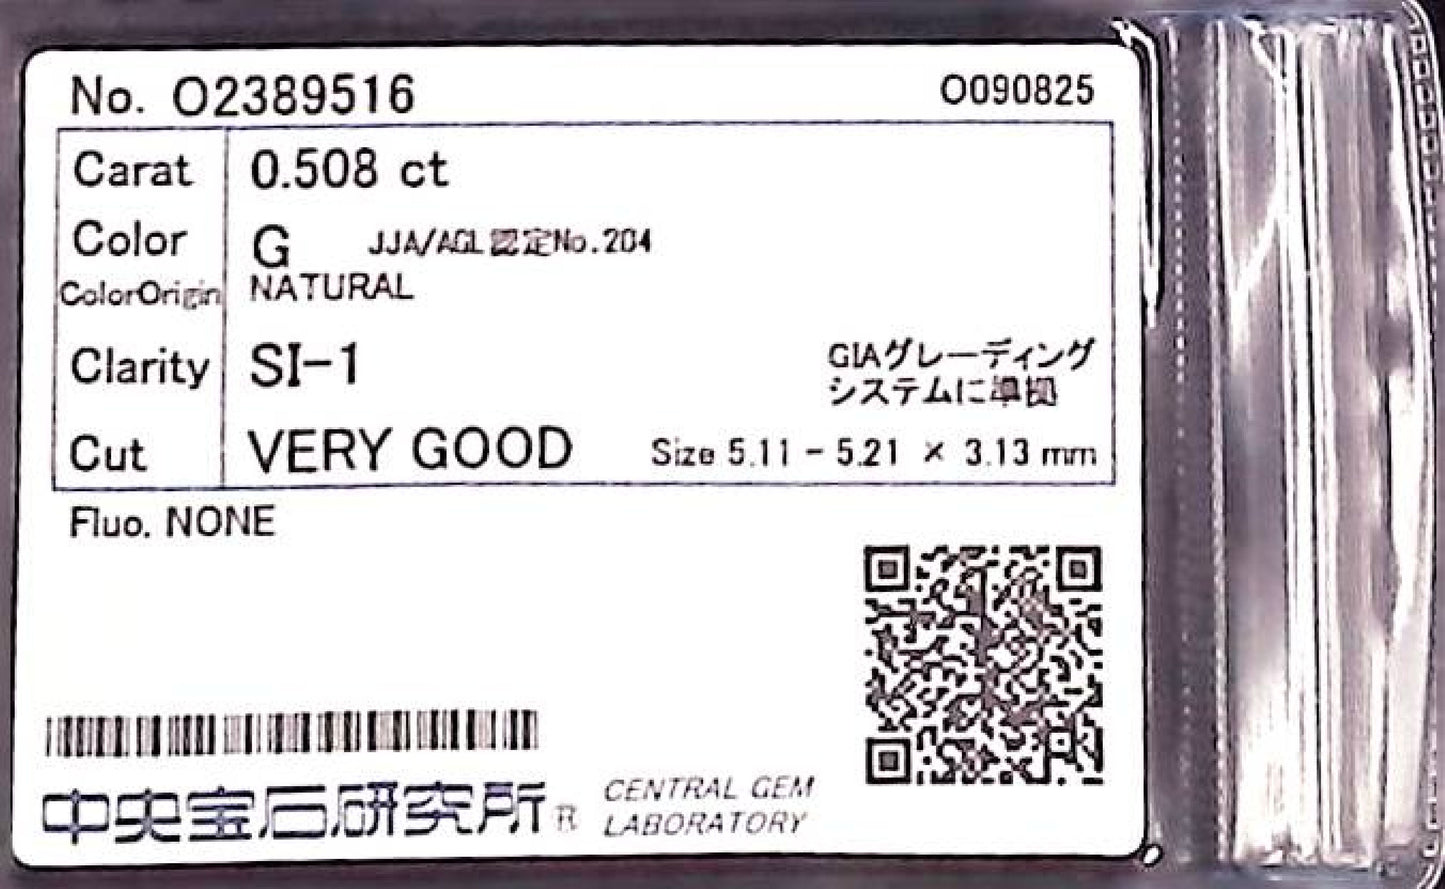 No. O2389516
O090825
Carat 0.508 ct
Color G JJA/AGL認定No.204
ColorOrigin NATURAL
Clarity SI-1
GIAグレーディング
システムに準拠
Cut VERY GOOD Size 5.11 - 5.21 × 3.13 mm
Fluo. NONE
中央宝石研究所® CENTRAL GEM
LABORATORY